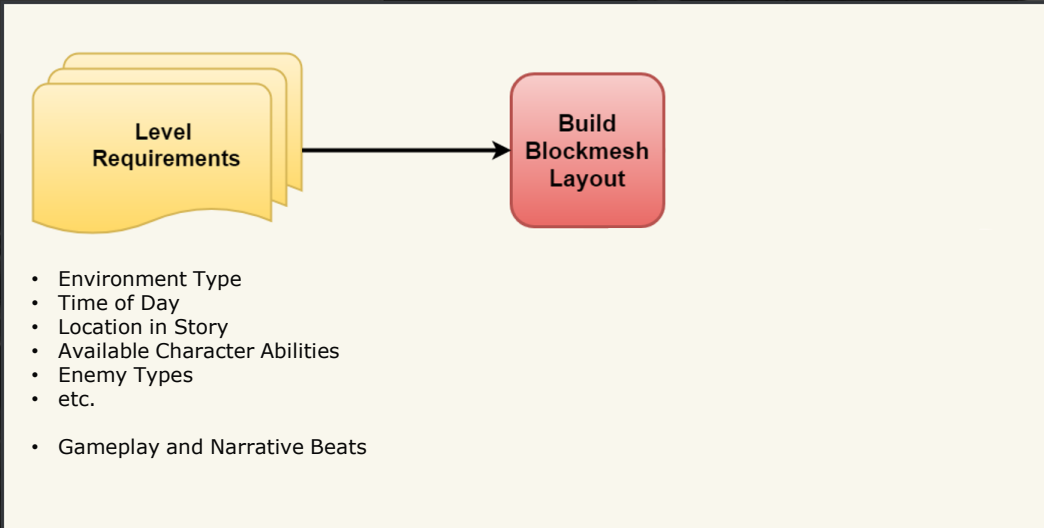 Level
Requirements
Build
Blockmesh
Layout
• Environment Type
• Time of Day
• Location in Story
• Available Character Abilities
• Enemy Types
• etc.
• Gameplay and Narrative Beats